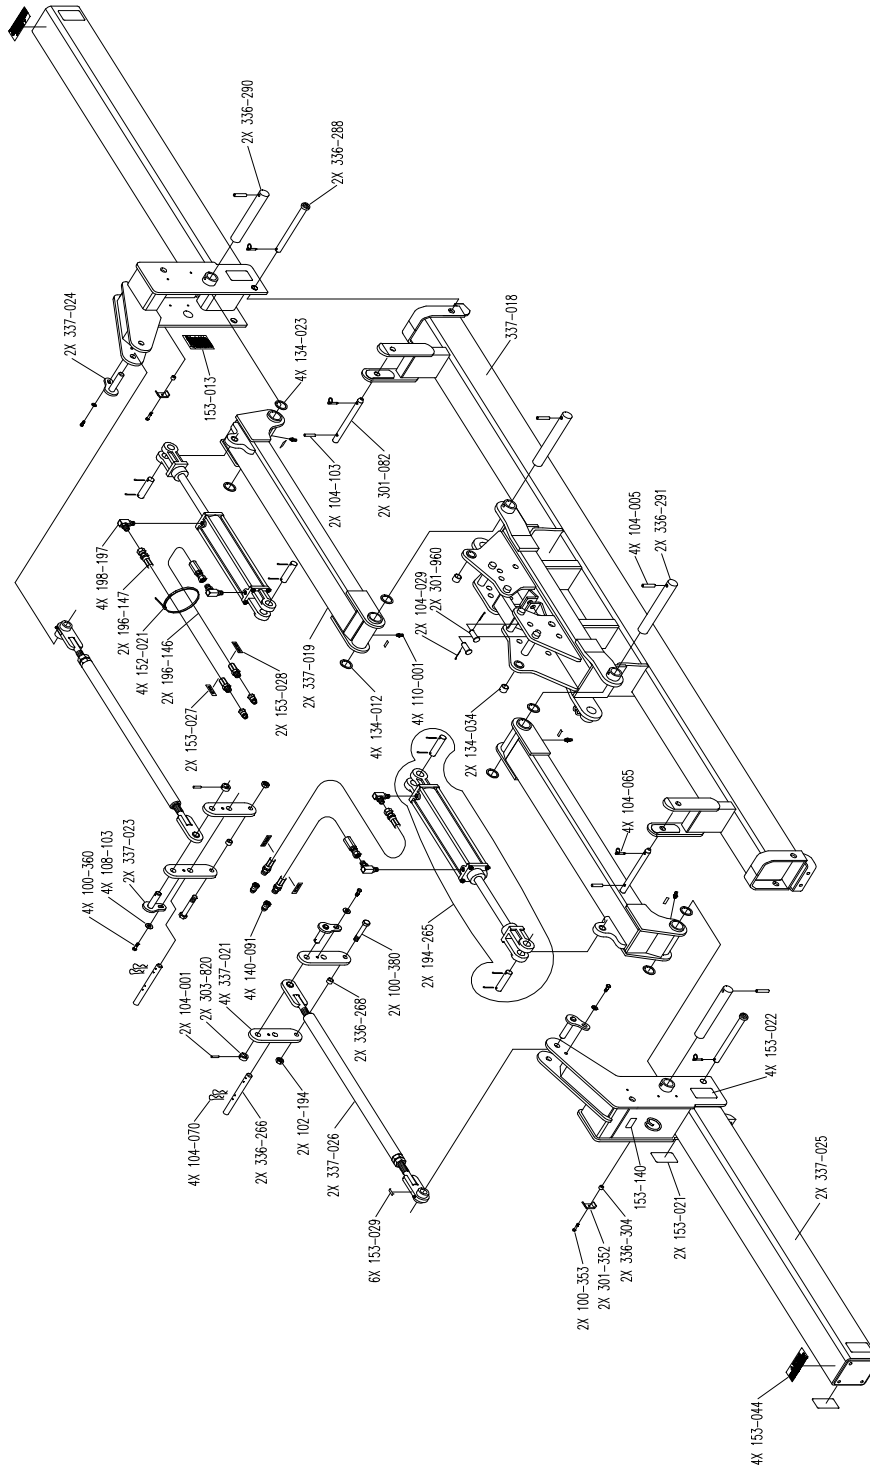 2X 336-290
2X 336-288
2X 337-024
153-013
4X 134-023
337-018
2X 104-103
2X 301-082
4X 198-197
2X 196-147
4X 152-021
2X 196-146
2X 153-027
2X 153-028
2X 337-019
4X 134-012
4X 110-001
2X 104-029
2X 301-960
2X 134-034
4X 104-005
2X 336-291
4X 104-065
4X 100-360
4X 108-103
2X 337-023
2X 104-001
2X 303-820
4X 337-021
4X 140-091
2X 194-265
2X 100-380
2X 336-268
4X 104-070
2X 336-266
2X 102-194
2X 337-026
6X 153-029
4X 153-022
2X 337-025
153-140
2X 153-021
2X 336-304
2X 301-352
2X 100-353
4X 153-044